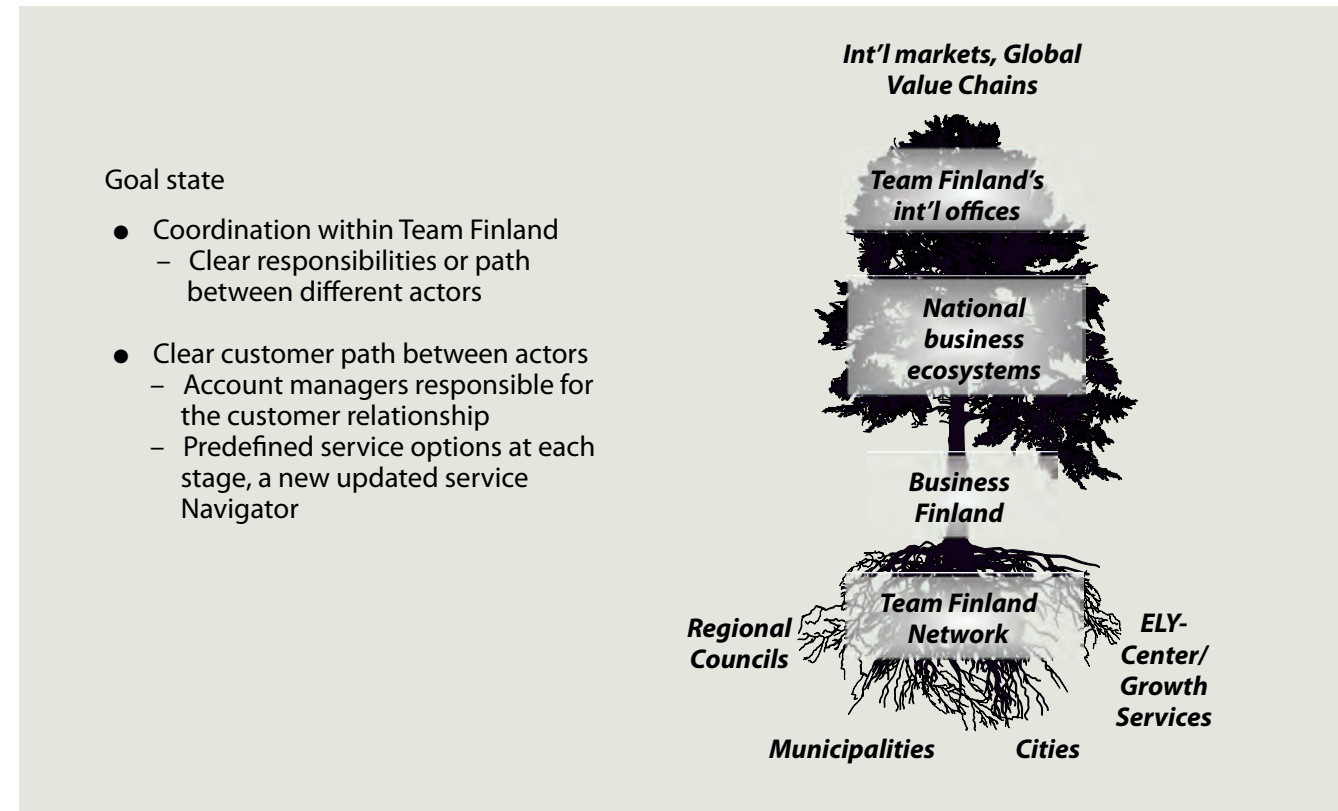 Goal state
● Coordination within Team Finland
– Clear responsibilities or path
between different actors
● Clear customer path between actors
– Account managers responsible for
the customer relationship
– Predefined service options at each
stage, a new updated service
Navigator
Int’l markets, Global
Value Chains
Team Finland’s
int’l offices
National
business
ecosystems
Business
Finland
Team Finland
Network
Regional
Councils
ELY-
Center/
Growth
Services
Municipalities
Cities